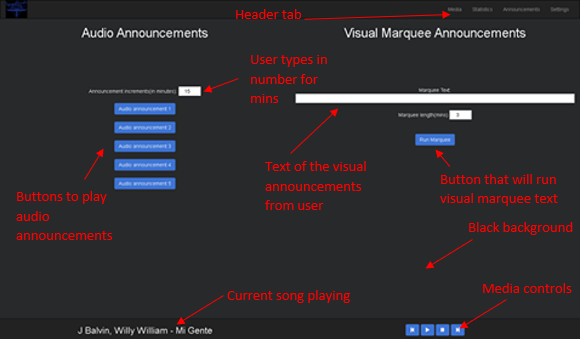 Header tab
Media Statistics Announcements Settings
Audio Announcements
Visual Marquee Announcements
User types in
number for
mins
Announcement increments(in minutes) 15
Marquee Text
Marquee length(mins) 3
Audio announcement 1
Audio announcement 2
Audio announcement 3
Audio announcement 4
Audio announcement 5
Run Marquee
Text of the visual
announcements
from user
Buttons to play
audio
announcements
Button that will run
visual marquee text
Black background
Current song playing
Media controls
J Balvin, Willy William - Mi Gente